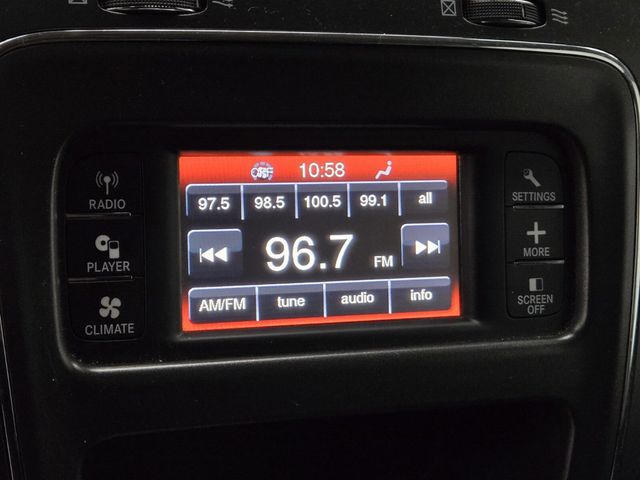 OFF 10:58
RADIO
PLAYER
CLIMATE
97.5 98.5 100.5 99.1 all
96.7 FM
AM/FM tune audio info
SETTINGS
MORE
SCREEN
OFF